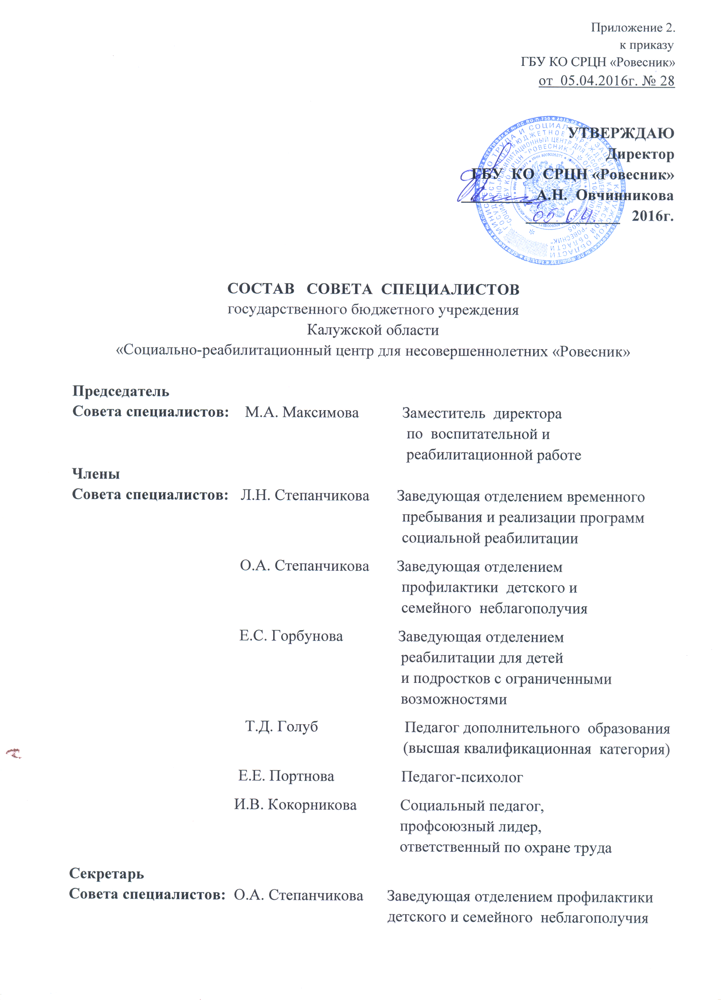 Приложение 2.
к приказу
ГБУ КО СРЦН «Ровесник»
от 05.04.2016г. № 28
УТВЕРЖДАЮ
Директор
ГБУ КО СРЦН «Ровесник»
А.Н. Овчинникова
05.04. 2016г.
СОСТАВ СОВЕТА СПЕЦИАЛИСТОВ
государственного бюджетного учреждения
Калужской области
«Социально-реабилитационный центр для несовершеннолетних «Ровесник»
Председатель
Совета специалистов: М.А. Максимова Заместитель директора
по воспитательной и
реабилитационной работе
Члены
Совета специалистов: Л.Н. Степанчикова Заведующая отделением временного
пребывания и реализации программ
социальной реабилитации
О.А. Степанчикова Заведующая отделением
профилактики детского и
семейного неблагополучия
Е.С. Горбунова Заведующая отделением
реабилитации для детей
и подростков с ограниченными
возможностями
Т.Д. Голуб Педагог дополнительного образования
(высшая квалификационная категория)
Е.Е. Портнова Педагог-психолог
И.В. Кокорникова Социальный педагог,
профсоюзный лидер,
ответственный по охране труда
Секретарь
Совета специалистов: О.А. Степанчикова Заведующая отделением профилактики
детского и семейного неблагополучия